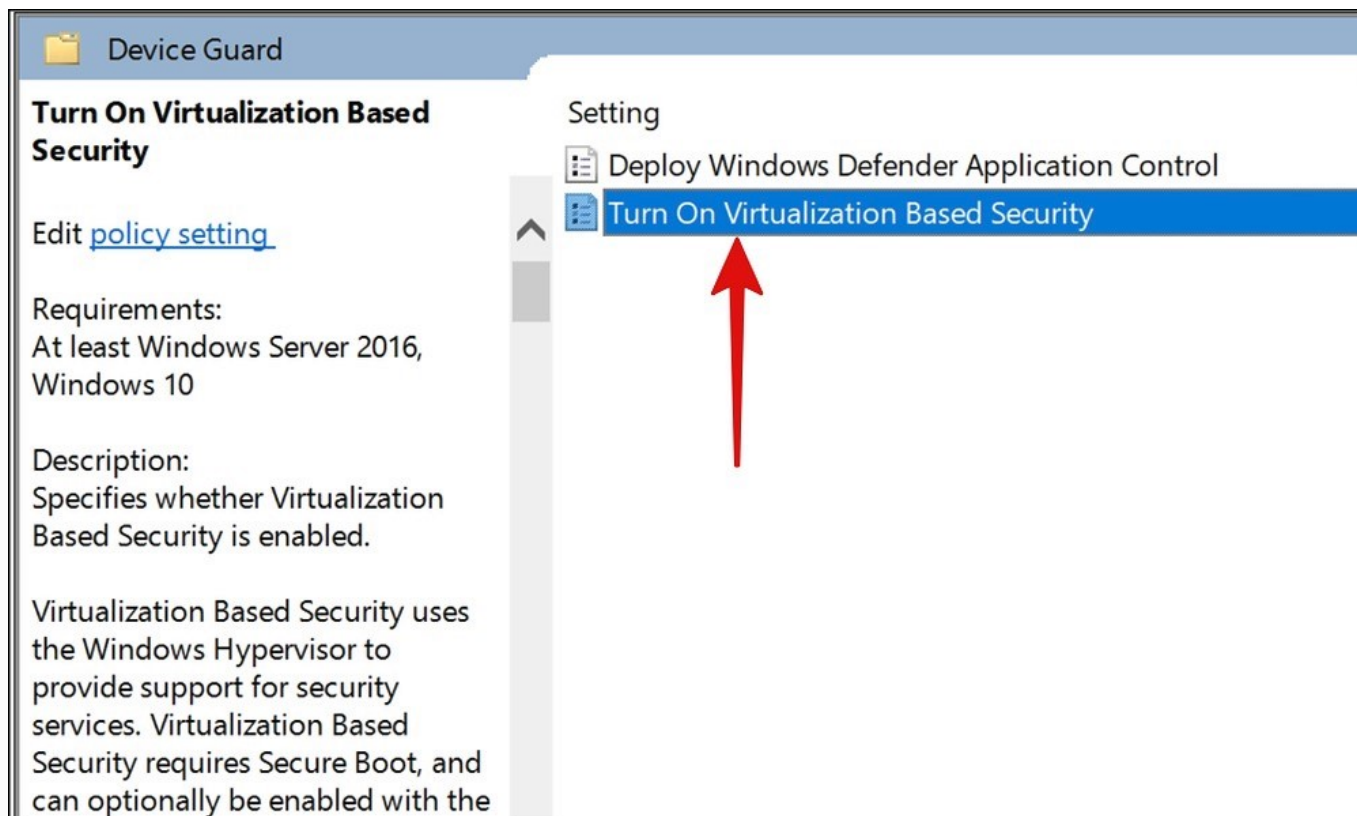 Device Guard
Turn On Virtualization Based
Security
Edit policy setting
Requirements:
At least Windows Server 2016,
Windows 10
Description:
Specifies whether Virtualization
Based Security is enabled.
Virtualization Based Security uses
the Windows Hypervisor to
provide support for security
services. Virtualization Based
Security requires Secure Boot, and
can optionally be enabled with the
Setting
Deploy Windows Defender Application Control
Turn On Virtualization Based Security